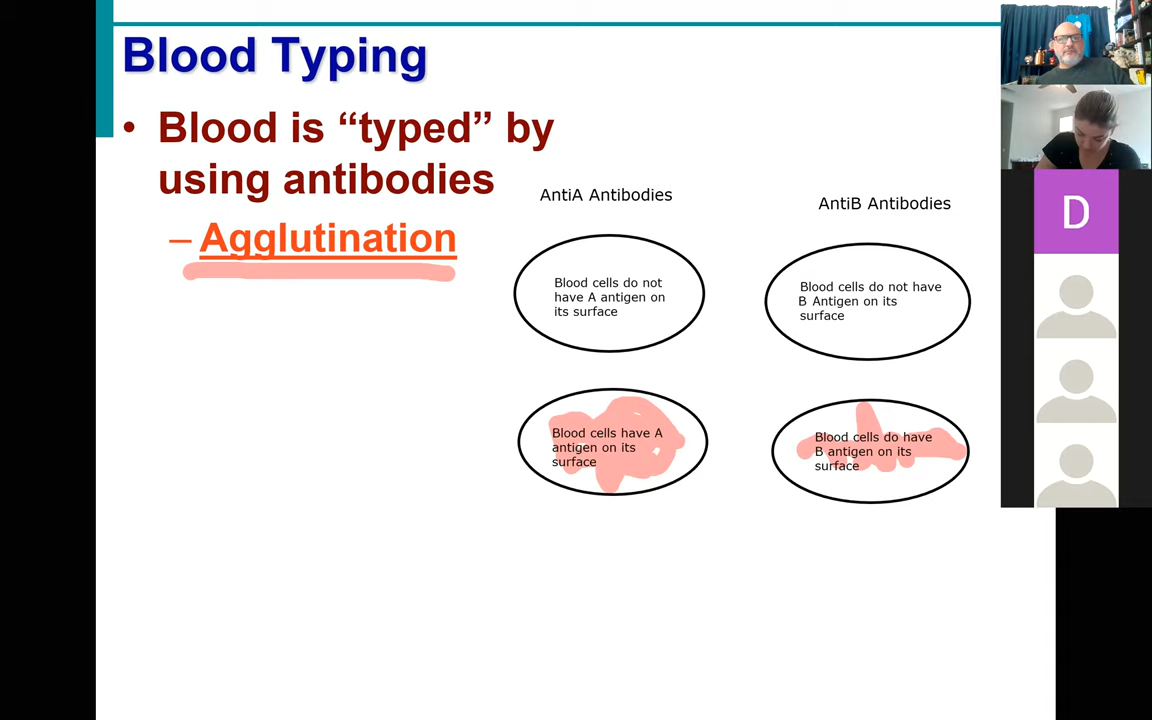 Blood Typing
• Blood is “typed” by
using antibodies
– Agglutination
AntiA Antibodies
AntiB Antibodies
Blood cells do not
have A antigen on
its surface
Blood cells do not have
B Antigen on its
surface
Blood cells have A
antigen on its
surface
Blood cells do have
B antigen on its
surface
D